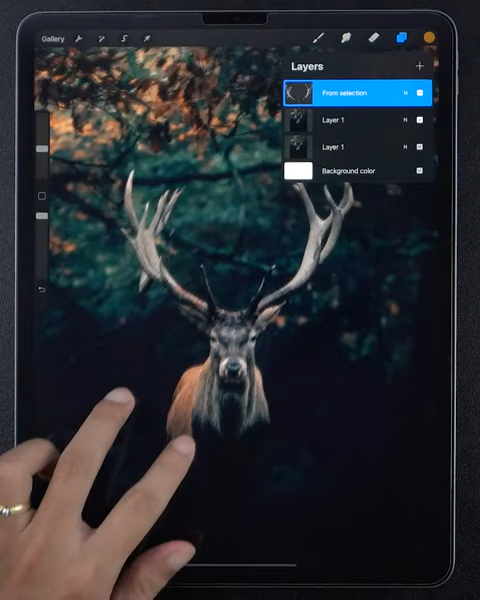 Gallery
Layers
From selection N
Layer 1 N
Layer 1 N
Background color